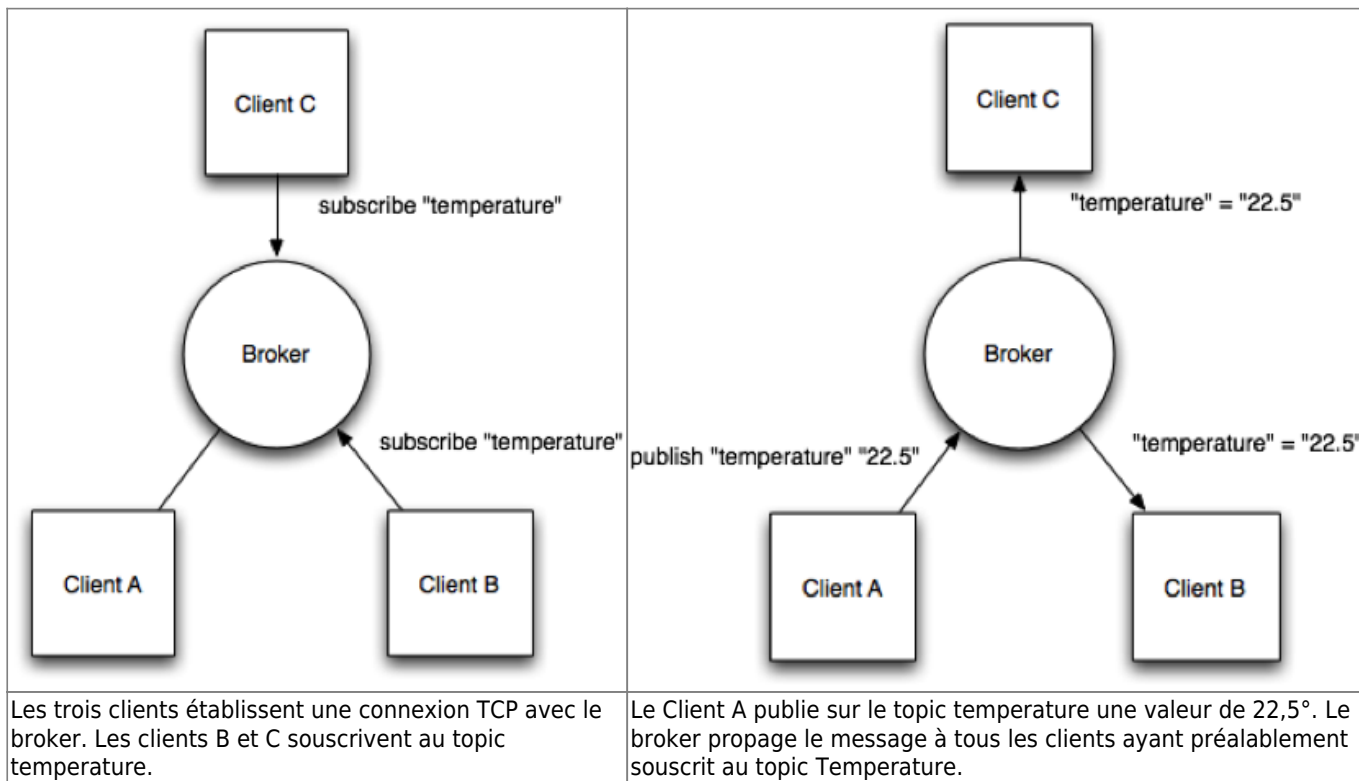 Client C
subscribe "temperature"
Broker
subscribe "temperature"
Client A
Client B
Les trois clients établissent une connexion TCP avec le
broker. Les clients B et C souscrivent au topic
temperature.
Client C
"temperature" = "22.5"
Broker
publish "temperature" "22.5"
"temperature" = "22.5"
Client A
Client B
Le Client A publie sur le topic temperature une valeur de 22,5°. Le
broker propage le message à tous les clients ayant préalablement
souscrit au topic Temperature.